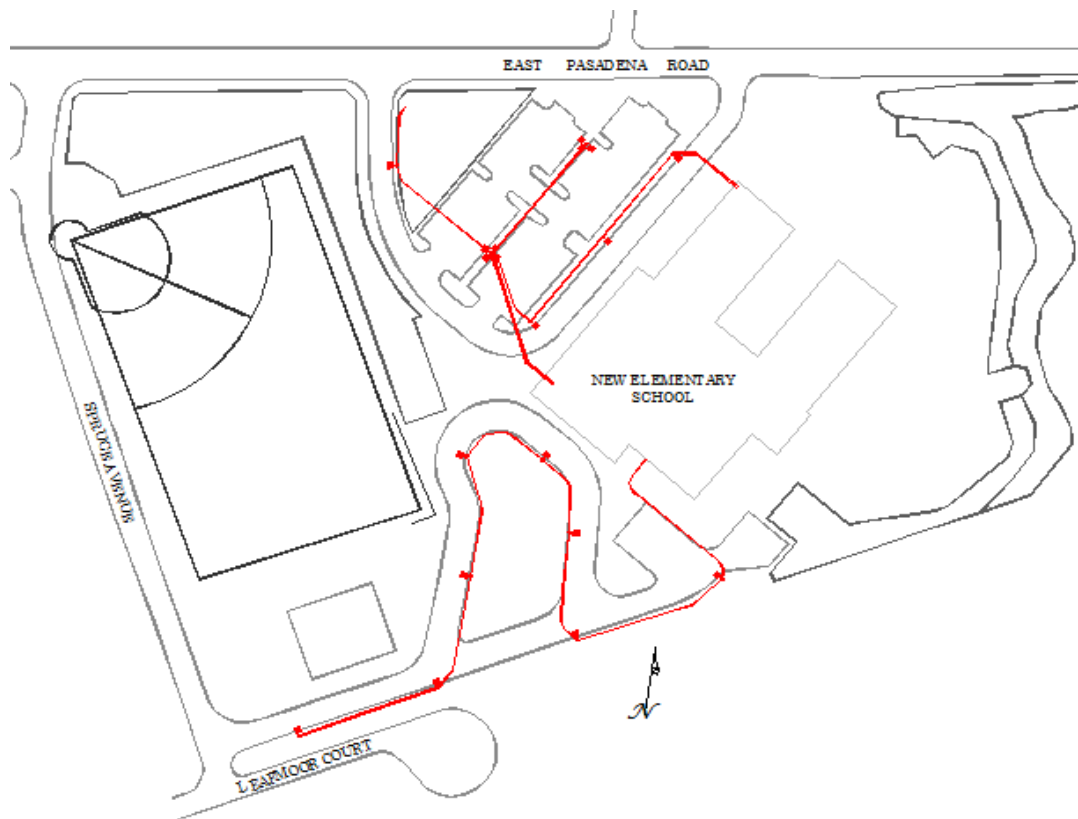 EAST PASADENA ROAD
NEW ELEMENTARY
SCHOOL
SPRUCE AVENUE
LEAFMOOR COURT
N